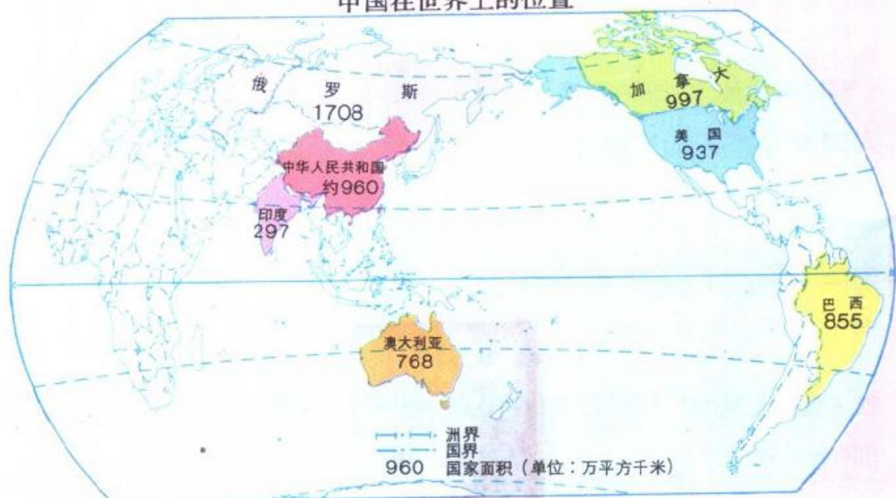 中国在世界上的位置
俄罗斯
1708
加拿大
997
美国
937
中华人民共和国
约960
印度
297
巴西
855
澳大利亚
768
洲界
国界
960 国家面积（单位：万平方千米）